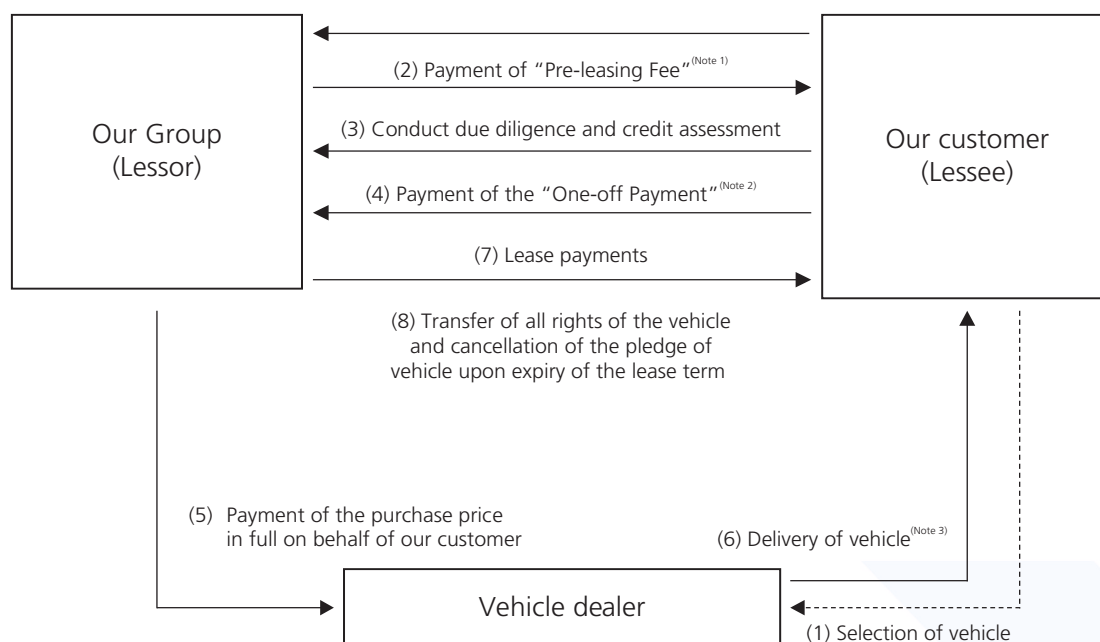 (2) Payment of “Pre-leasing Fee”(Note 1)
Our Group
(Lessor)
Our customer
(Lessee)
(3) Conduct due diligence and credit assessment
(4) Payment of the “One-off Payment”(Note 2)
(7) Lease payments
(8) Transfer of all rights of the vehicle
and cancellation of the pledge of
vehicle upon expiry of the lease term
(5) Payment of the purchase price
in full on behalf of our customer
(6) Delivery of vehicle(Note 3)
Vehicle dealer
(1) Selection of vehicle